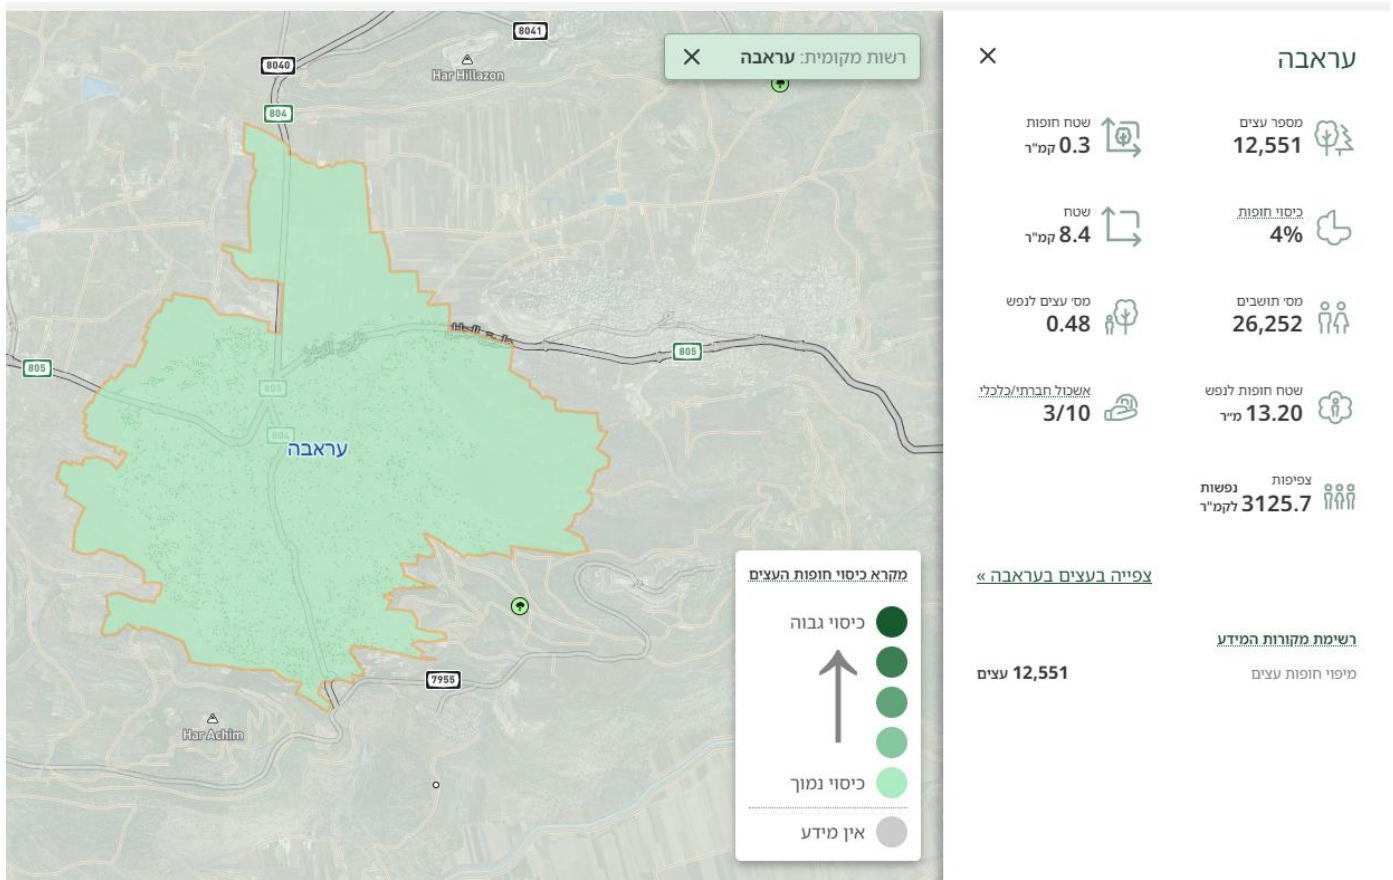 עראבה
מספר עצים
12,551
שטח חופות
0.3 קמ"ר
כיסוי חופות
4%
שטח
8.4 קמ"ר
מס׳ תושבים
26,252
מס׳ עצים לנפש
0.48
שטח חופות לנפש
13.20 מ״ר
אשכול חברתי/כלכלי
3/10
צפיפות
3125.7 נפשות לקמ"ר
צפייה בעצים בעראבה »
רשימת מקורות המידע
מיפוי חופות עצים 12,551 עצים
רשות מקומית: עראבה
8041
8040
Har Hillazon
804
805
805
805
804
עראבה
7955
Har Achim
מקרא כיסוי חופות העצים
כיסוי גבוה
כיסוי נמוך
אין מידע